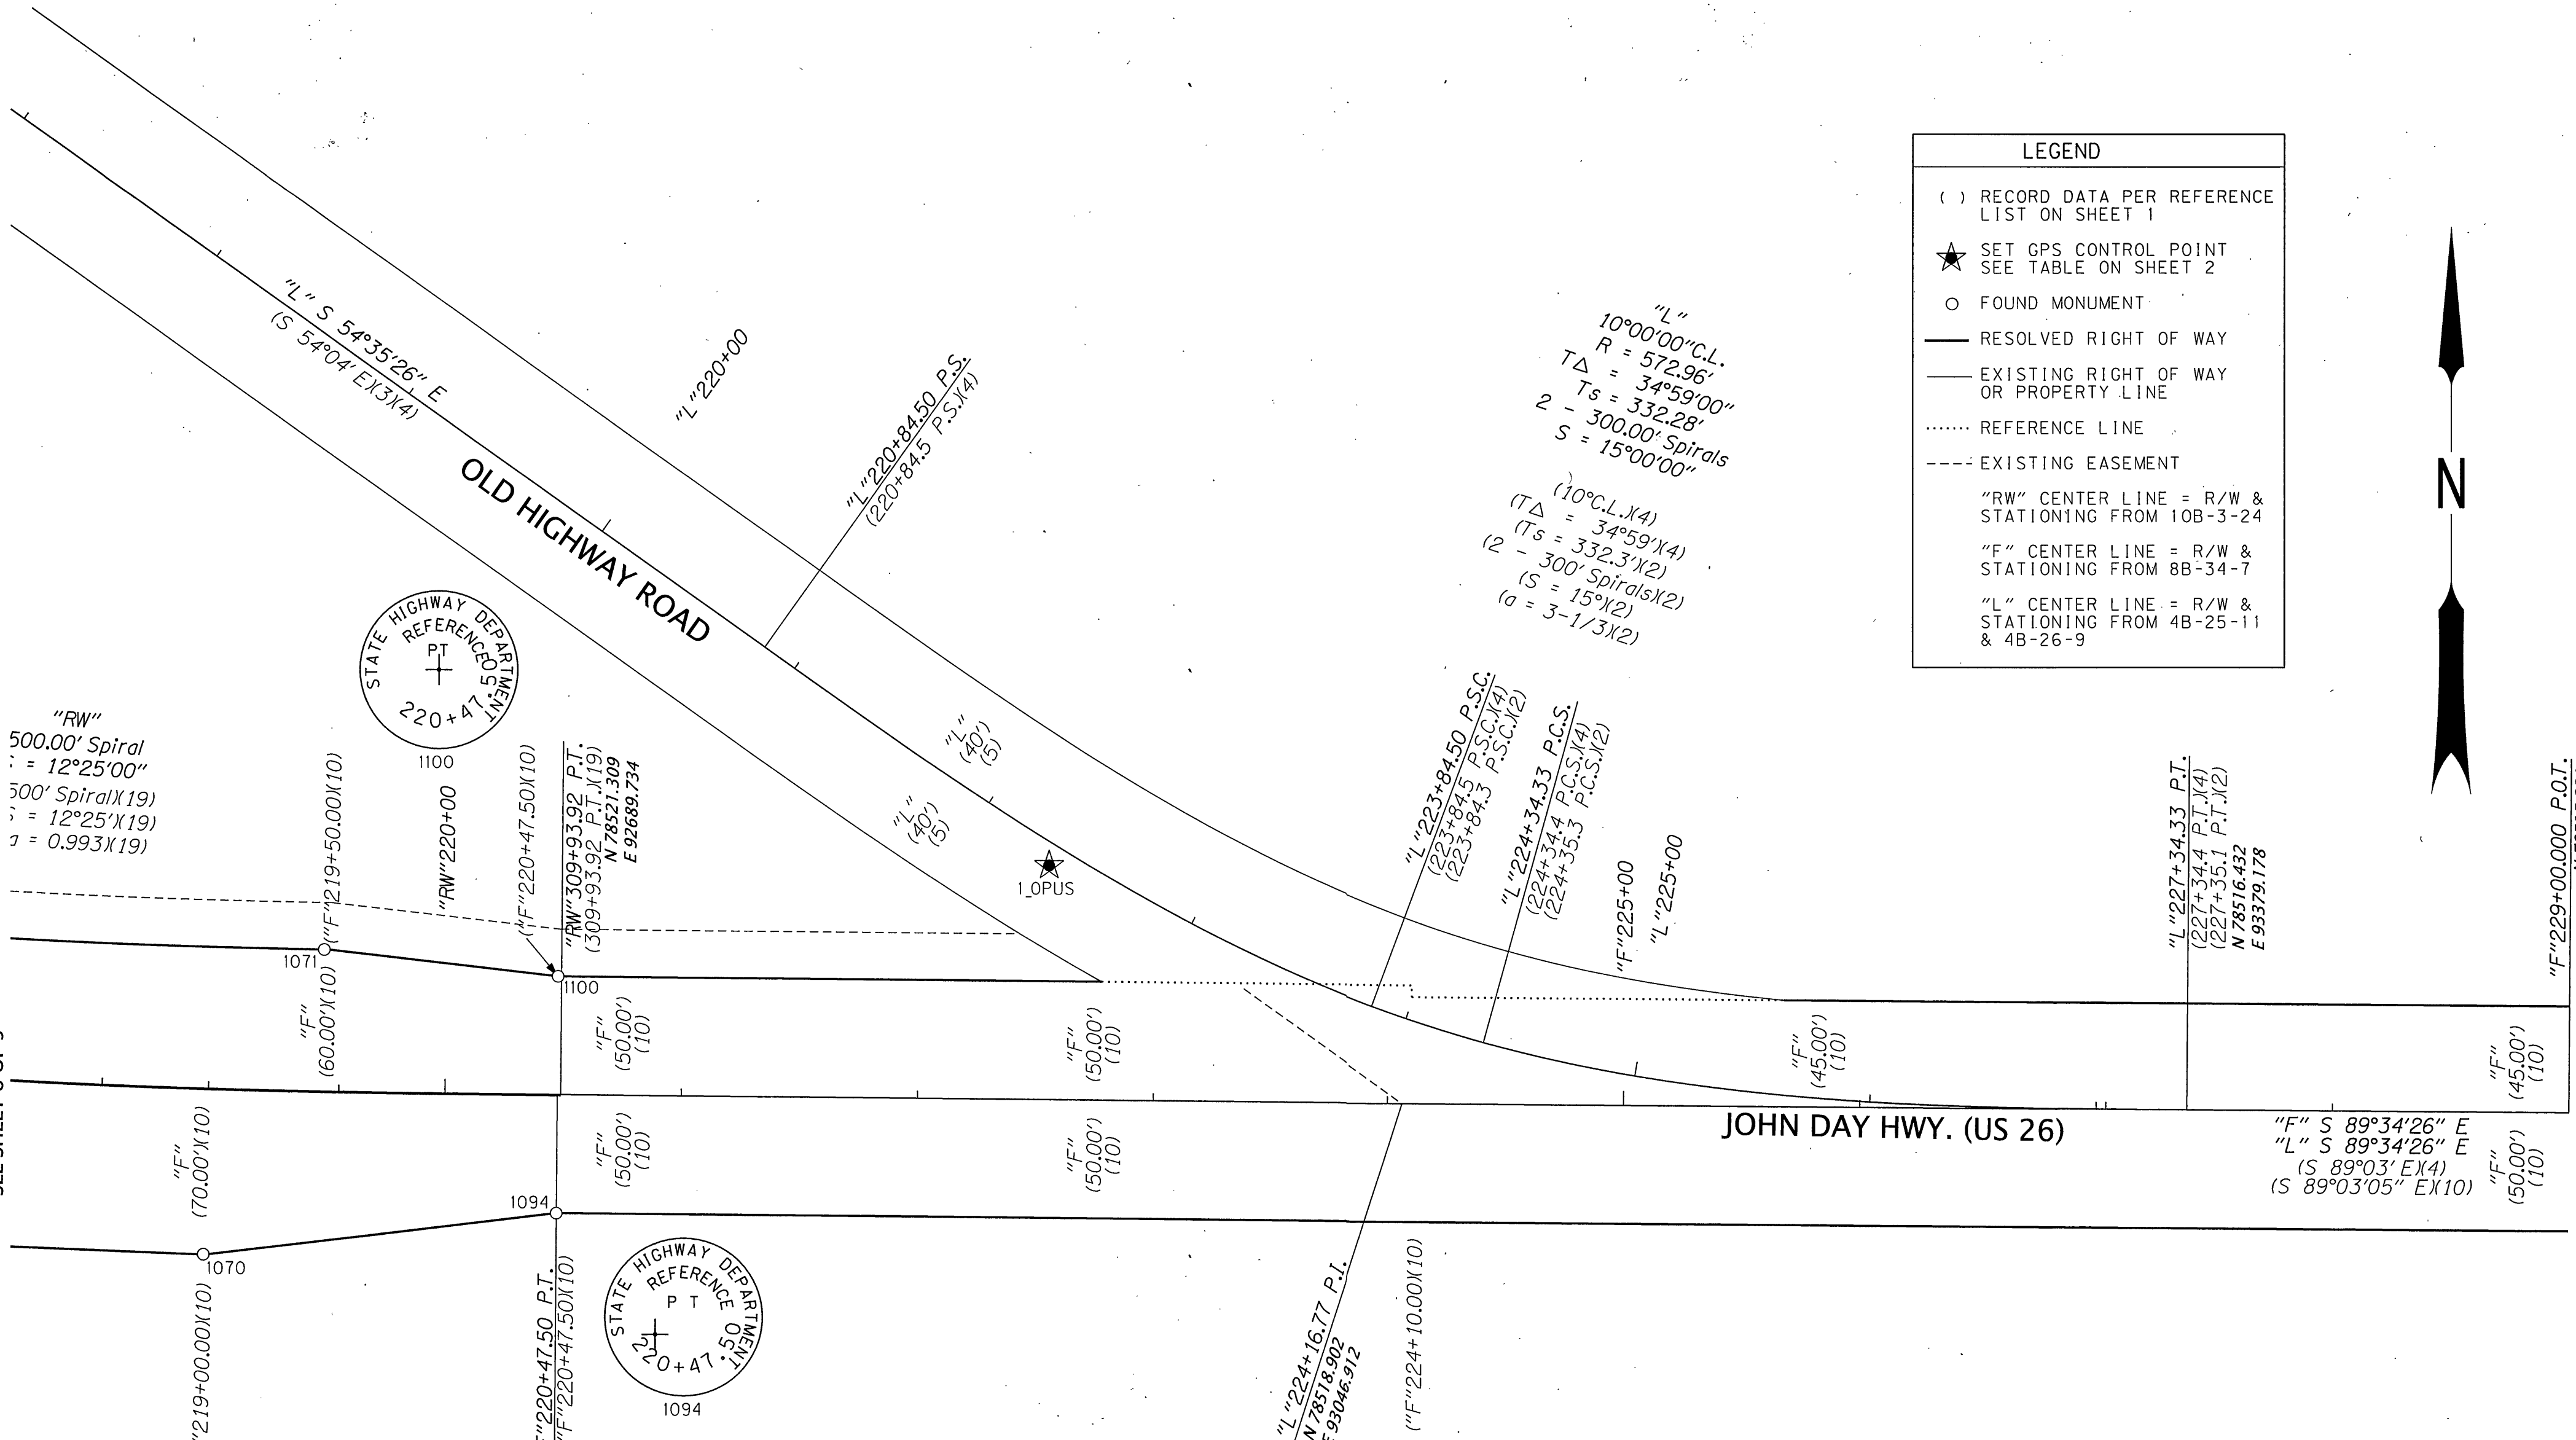 LEGEND
( ) RECORD DATA PER REFERENCE
LIST ON SHEET 1
SET GPS CONTROL POINT
SEE TABLE ON SHEET 2
FOUND MONUMENT
RESOLVED RIGHT OF WAY
EXISTING RIGHT OF WAY
OR PROPERTY LINE
REFERENCE LINE
EXISTING EASEMENT
"RW" CENTER LINE = R/W &
STATIONING FROM 10B-3-24
"F" CENTER LINE = R/W &
STATIONING FROM 8B-34-7
"L" CENTER LINE = R/W &
STATIONING FROM 4B-25-11
& 4B-26-9
N
"L" S 54°35'26" E
(S 54°04' E)(3)(4)
"L"220+00
"L"220+84.50 P.S.
(220+84.5 P.S.)(4)
OLD HIGHWAY ROAD
"L"
10°00'00"C.L.
R = 572.96'
T∆ = 34°59'00"
Ts = 332.28'
2 - 300.00' Spirals
S = 15°00'00"
(10°C.L.)(4)
(T∆ = 34°59')(4)
(Ts = 332.3')(2)
(2 - 300' Spirals)(2)
(S = 15°)(2)
(a = 3-1/3)(2)
STATE HIGHWAY DEPARTMENT
REFERENCE
PT
220+47.50
1100
"RW"
500.00' Spiral
= 12°25'00"
500' Spiral)(19)
= 12°25')(19)
= 0.993)(19)
("F"219+50.00)(10)
"RW"220+00
("F"220+47.50)(10)
"RW"309+93.92 P.T.
(309+93.92 P.T.)(19)
N 78521.309
E 92689.734
"L"
(40')
(5)
"L"
(40')
(5)
1_OPUS
"L"223+84.50 P.S.C.
(223+84.5 P.S.C.)(4)
(223+84.3 P.S.C.)(2)
"L"224+34.33 P.C.S.
(224+34.4 P.C.S.)(4)
(224+35.3 P.C.S.)(2)
"F"225+00
"L"225+00
"L"227+34.33 P.T.
(227+34.4 P.T.)(4)
(227+35.1 P.T.)(2)
N 78516.432
E 93379.178
"F"229+00.000 P.O.T.
1071
1100
"F"
(60.00')(10)
"F"
(50.00')
(10)
"F"
(50.00')
(10)
"F"
(45.00')
(10)
"F"
(45.00')
(10)
JOHN DAY HWY. (US 26)
"F" S 89°34'26" E
"L" S 89°34'26" E
(S 89°03' E)(4)
(S 89°03'05" E)(10)
"F"
(70.00')(10)
"F"
(50.00')
(10)
"F"
(50.00')
(10)
"F"
(50.00')
(10)
1094
1070
"219+00.00)(10)
"220+47.50 P.T.
"F"220+47.50)(10)
STATE HIGHWAY DEPARTMENT
REFERENCE
P T
220+47.50
1094
"L"224+16.77 P.I.
N 78518.902
E 93046.912
("F"224+10.00)(10)